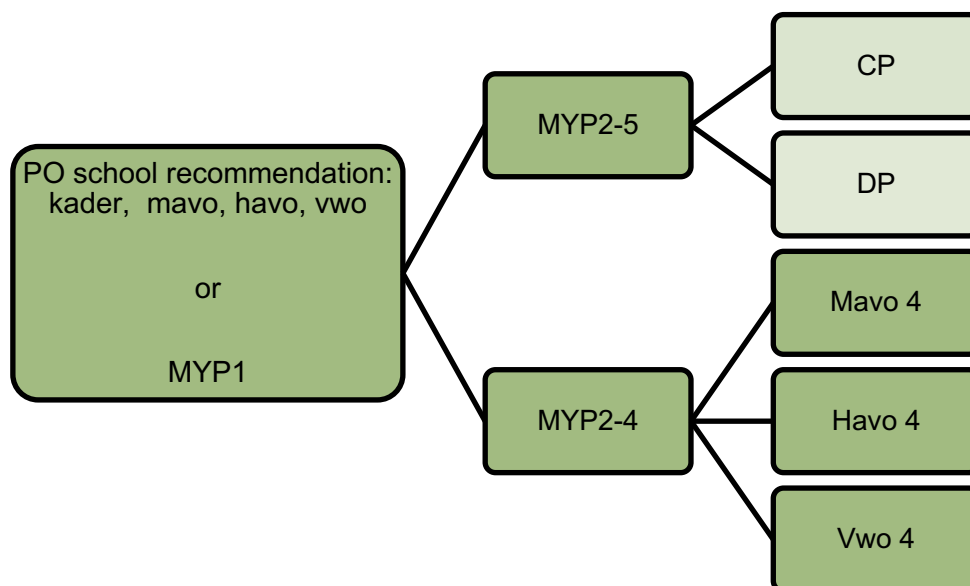 PO school recommendation:
kader, mavo, havo, vwo
or
MYP1
MYP2-5
MYP2-4
CP
DP
Mavo 4
Havo 4
Vwo 4